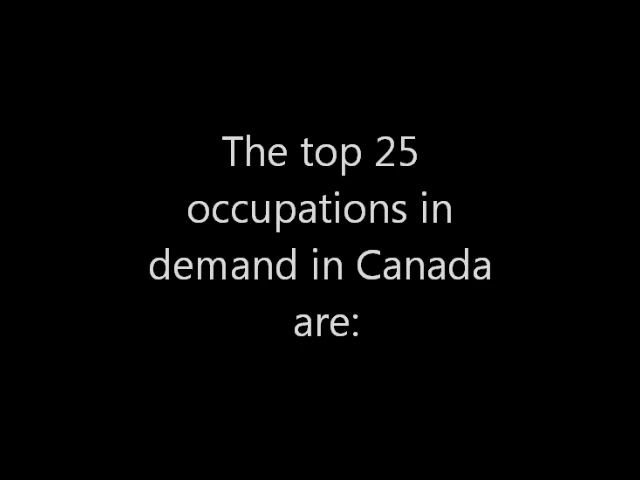 The top 25
occupations in
demand in Canada
are: